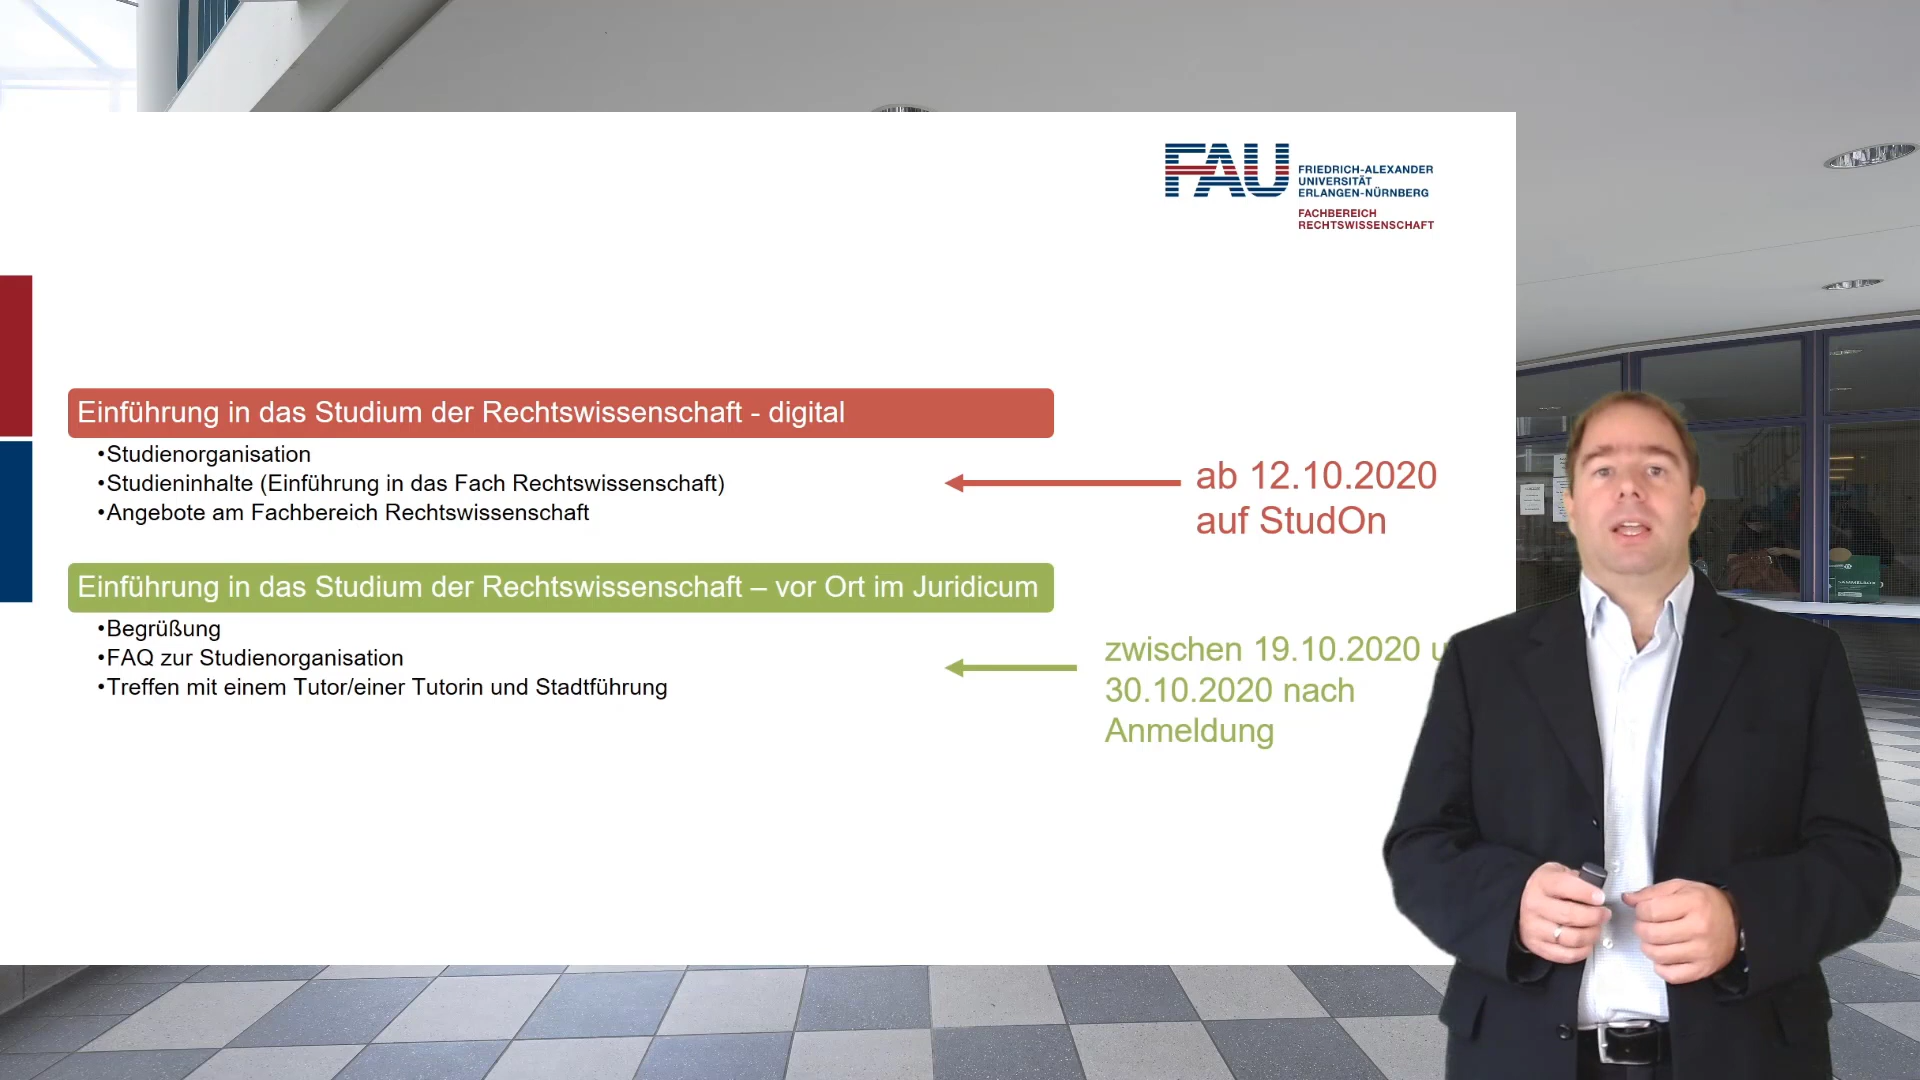 FAU
FRIEDRICH-ALEXANDER
UNIVERSITÄT
ERLANGEN-NÜRNBERG
FACHBEREICH
RECHTSWISSENSCHAFT
Einführung in das Studium der Rechtswissenschaft - digital
•Studienorganisation
•Studieninhalte (Einführung in das Fach Rechtswissenschaft)
•Angebote am Fachbereich Rechtswissenschaft
ab 12.10.2020
auf StudOn
Einführung in das Studium der Rechtswissenschaft – vor Ort im Juridicum
•Begrüßung
•FAQ zur Studienorganisation
•Treffen mit einem Tutor/einer Tutorin und Stadtführung
zwischen 19.10.2020
30.10.2020 nach
Anmeldung